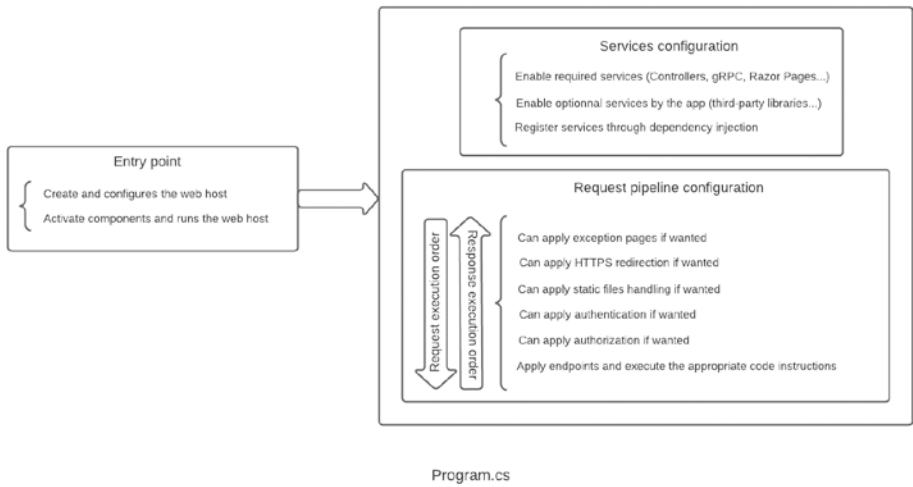 Services configuration
Enable required services (Controllers, gRPC, Razor Pages...)
Enable optionnal services by the app (third-party libraries...)
Register services through dependency injection
Entry point
Create and configures the web host
Activate components and runs the web host
Request pipeline configuration
Request execution order
Response execution order
Can apply exception pages if wanted
Can apply HTTPS redirection if wanted
Can apply static files handling if wanted
Can apply authentication if wanted
Can apply authorization if wanted
Apply endpoints and execute the appropriate code instructions
Program.cs